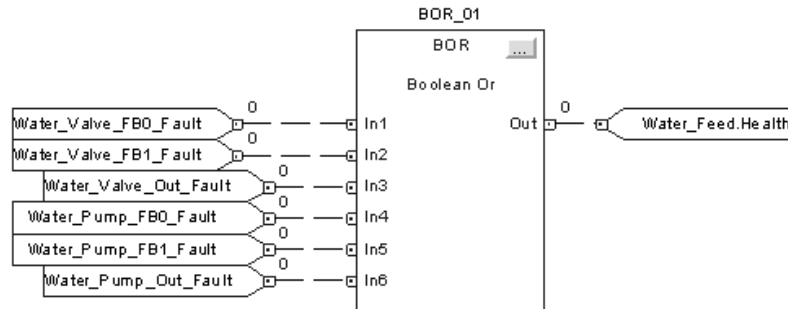 BOR_01
BOR
...
Boolean Or
0
Water_Valve_FB0_Fault
In1
Out
0
Water_Feed.Health
0
Water_Valve_FB1_Fault
In2
0
Water_Valve_Out_Fault
In3
0
Water_Pump_FB0_Fault
In4
0
Water_Pump_FB1_Fault
In5
0
Water_Pump_Out_Fault
In6